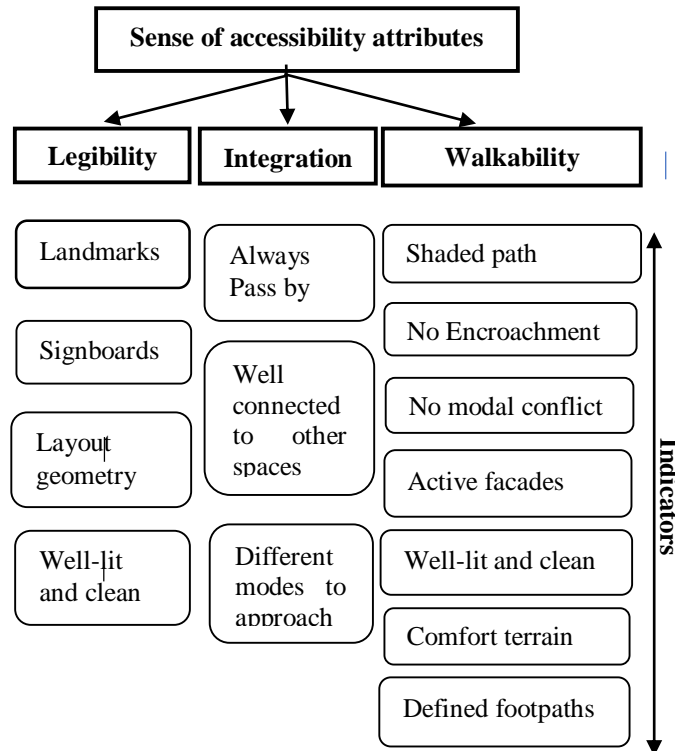 Sense of accessibility attributes
Legibility
Integration
Walkability
Landmarks
Signboards
Layout
geometry
Well-lit
and clean
Always
Pass by
Well
connected
to other
spaces
Different
modes to
approach
Shaded path
No Encroachment
No modal conflict
Active facades
Well-lit and clean
Comfort terrain
Defined footpaths
Indicators